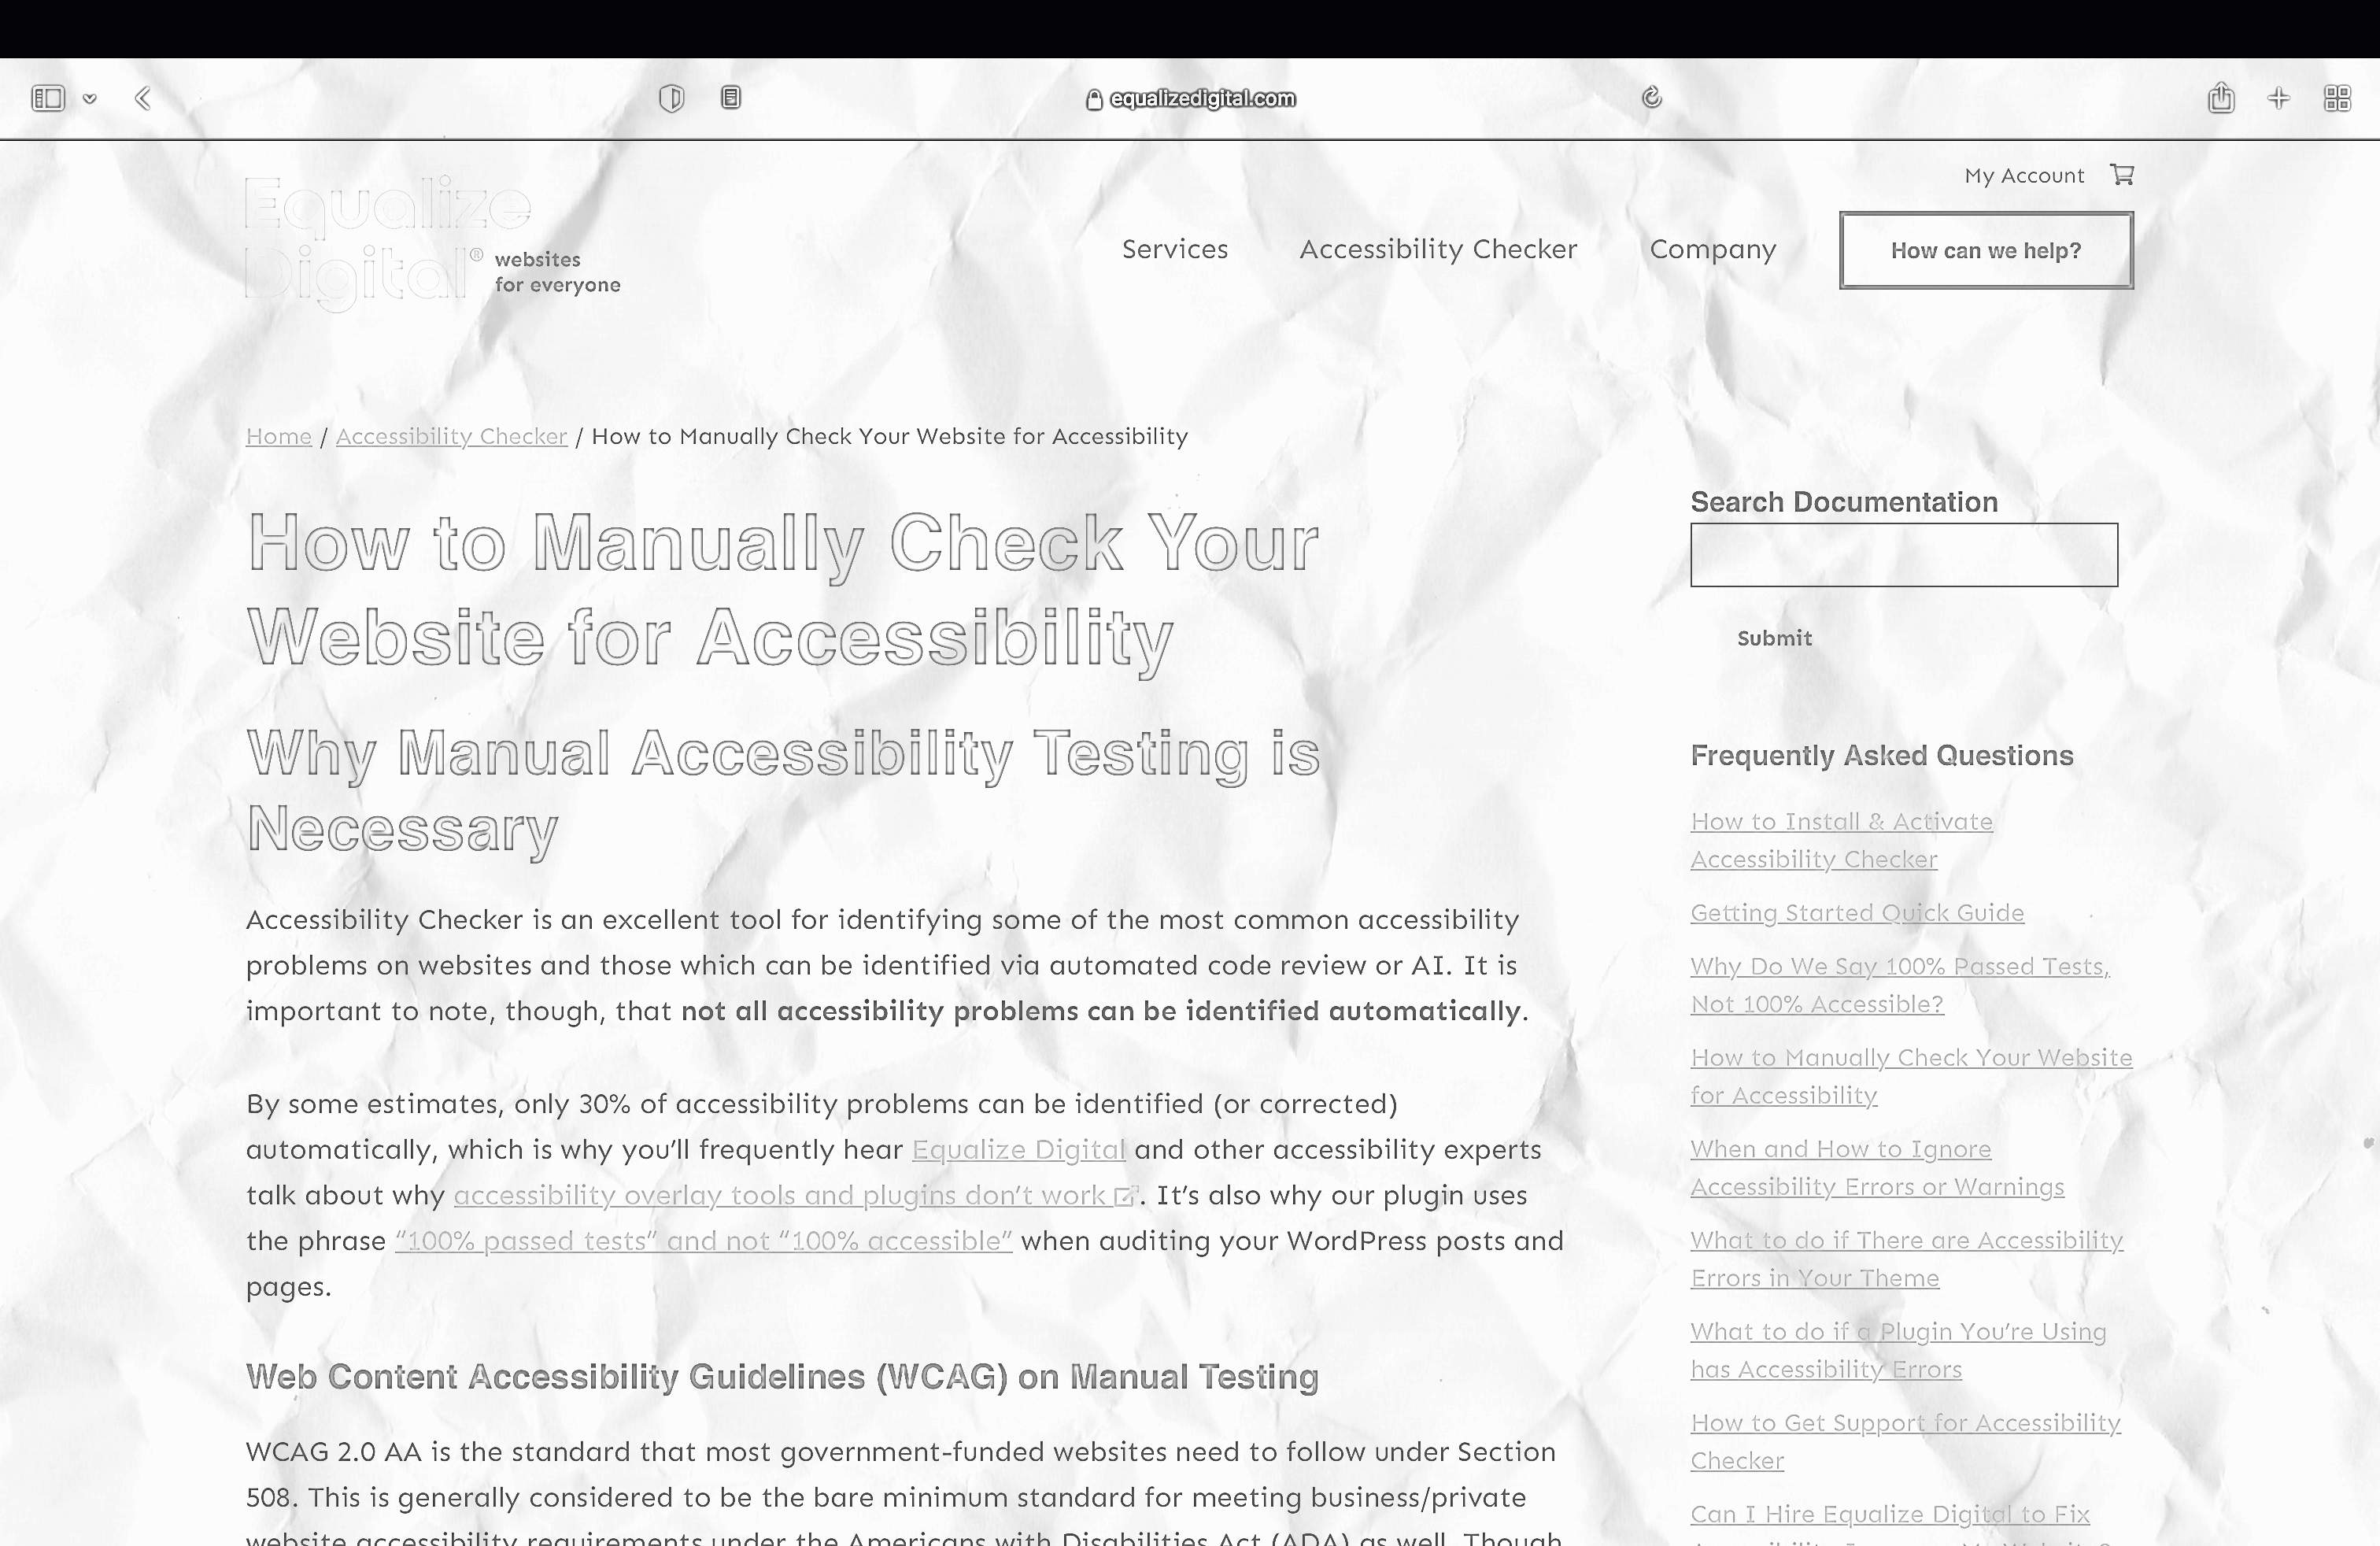 equalizedigital.com
My Account
Equalize
Digital® websites
for everyone
Services Accessibility Checker Company How can we help?
Home / Accessibility Checker / How to Manually Check Your Website for Accessibility
How to Manually Check Your
Website for Accessibility
Why Manual Accessibility Testing is
Necessary
Accessibility Checker is an excellent tool for identifying some of the most common accessibility
problems on websites and those which can be identified via automated code review or AI. It is
important to note, though, that not all accessibility problems can be identified automatically.
By some estimates, only 30% of accessibility problems can be identified (or corrected)
automatically, which is why you’ll frequently hear Equalize Digital and other accessibility experts
talk about why accessibility overlay tools and plugins don’t work. It’s also why our plugin uses
the phrase “100% passed tests” and not “100% accessible” when auditing your WordPress posts and
pages.
Web Content Accessibility Guidelines (WCAG) on Manual Testing
WCAG 2.0 AA is the standard that most government-funded websites need to follow under Section
508. This is generally considered to be the bare minimum standard for meeting business/private
website accessibility requirements under the Americans with Disabilities Act (ADA) as well. Though
Search Documentation
Submit
Frequently Asked Questions
How to Install & Activate
Accessibility Checker
Getting Started Quick Guide
Why Do We Say 100% Passed Tests,
Not 100% Accessible?
How to Manually Check Your Website
for Accessibility
When and How to Ignore
Accessibility Errors or Warnings
What to do if There are Accessibility
Errors in Your Theme
What to do if a Plugin You’re Using
has Accessibility Errors
How to Get Support for Accessibility
Checker
Can I Hire Equalize Digital to Fix